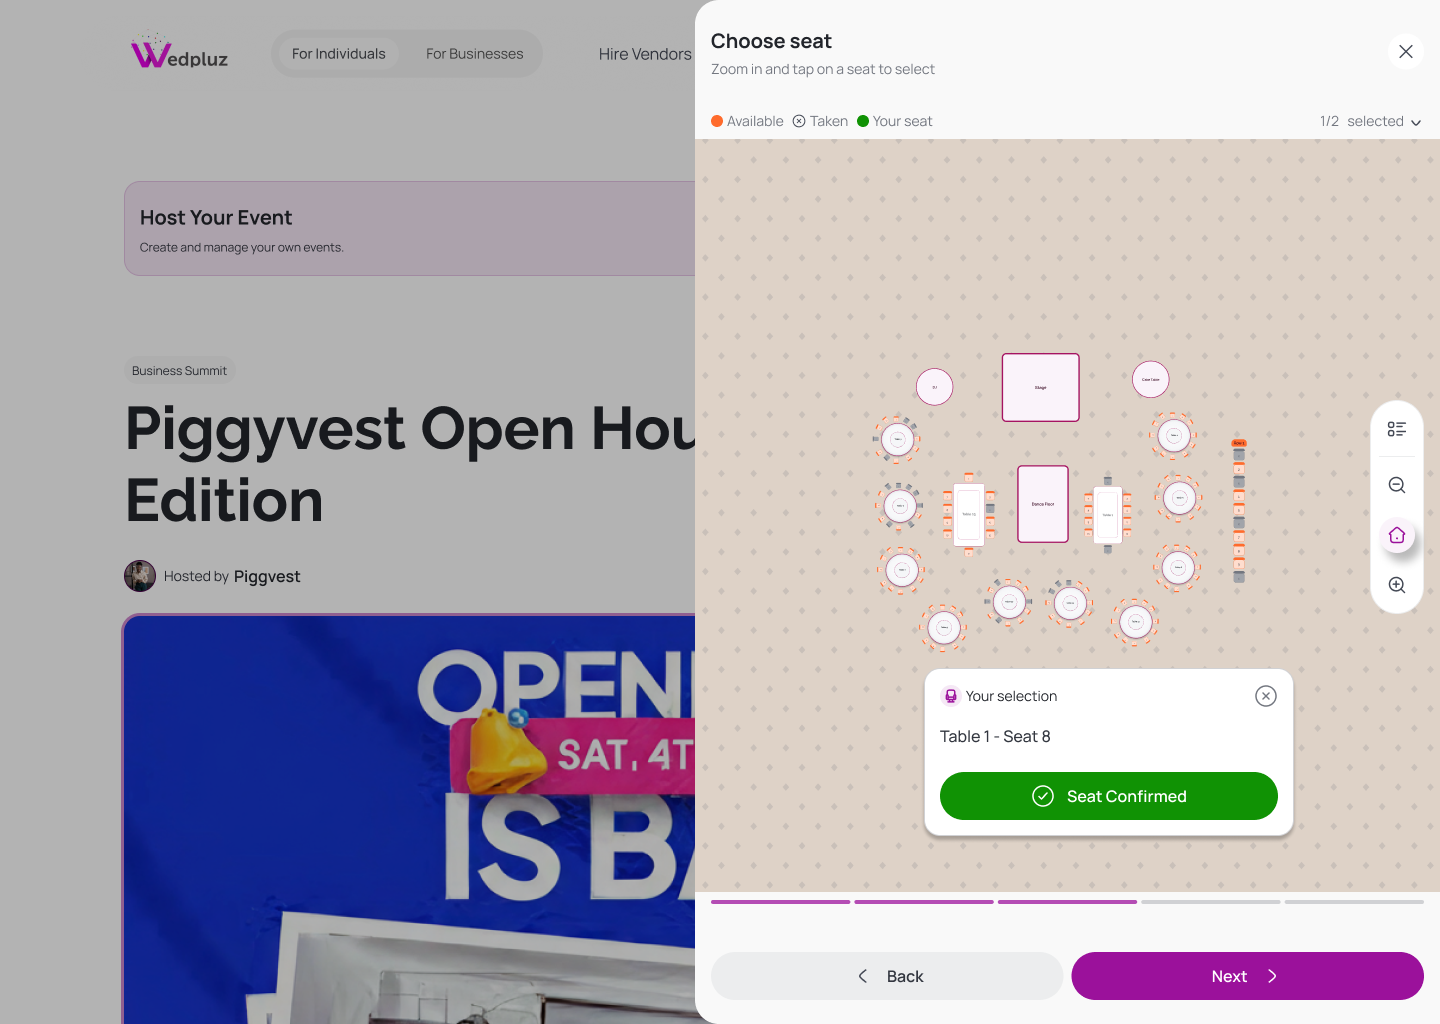 Wedpluz
For Individuals
For Businesses
Hire Vendors
Host Your Event
Create and manage your own events.
Business Summit
Piggyvest Open Hou
Edition
Hosted by Piggvest
OPENI
SAT, 4T
IS BA
Choose seat
Zoom in and tap on a seat to select
Available
Taken
Your seat
1/2 selected
Stage
Dance Floor
Your selection
Table 1 - Seat 8
Seat Confirmed
Back
Next